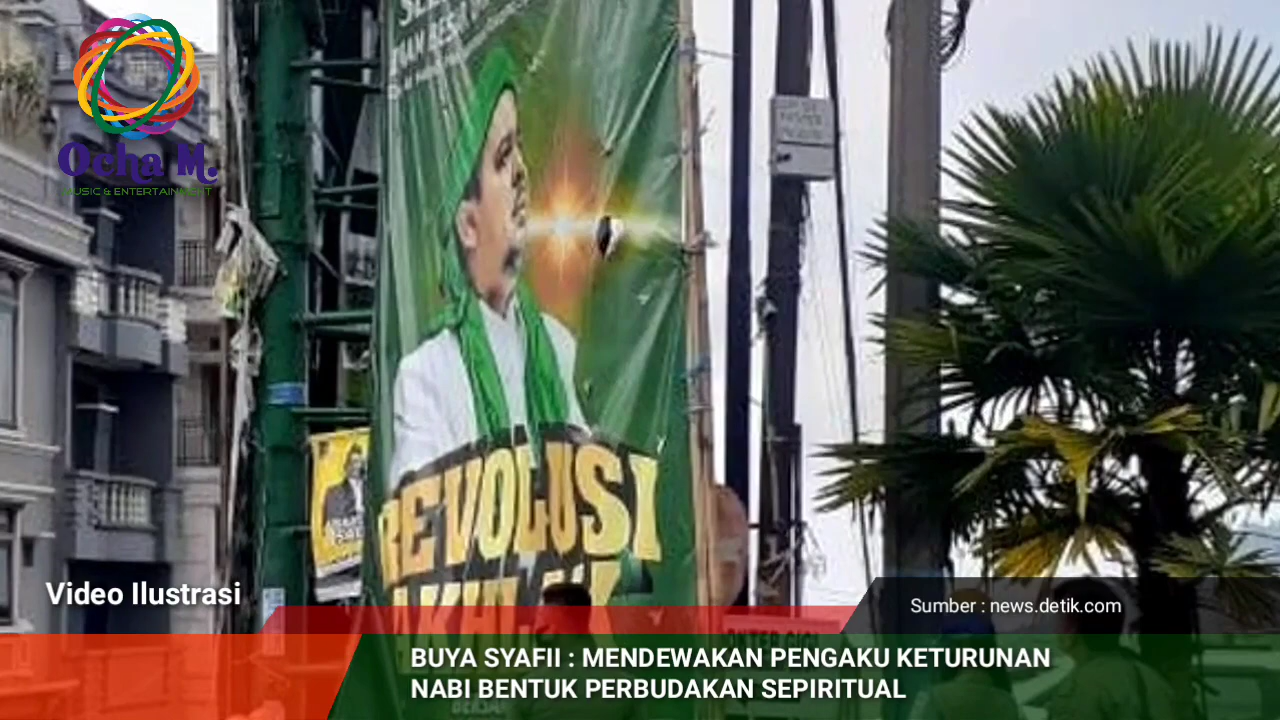 Ocha M.
MUSIC & ENTERTAINMENT
REVOLUSI
Video Ilustrasi
Sumber : news.detik.com
BUYA SYAFII : MENDEWAKAN PENGAKU KETURUNAN
NABI BENTUK PERBUDAKAN SEPIRITUAL